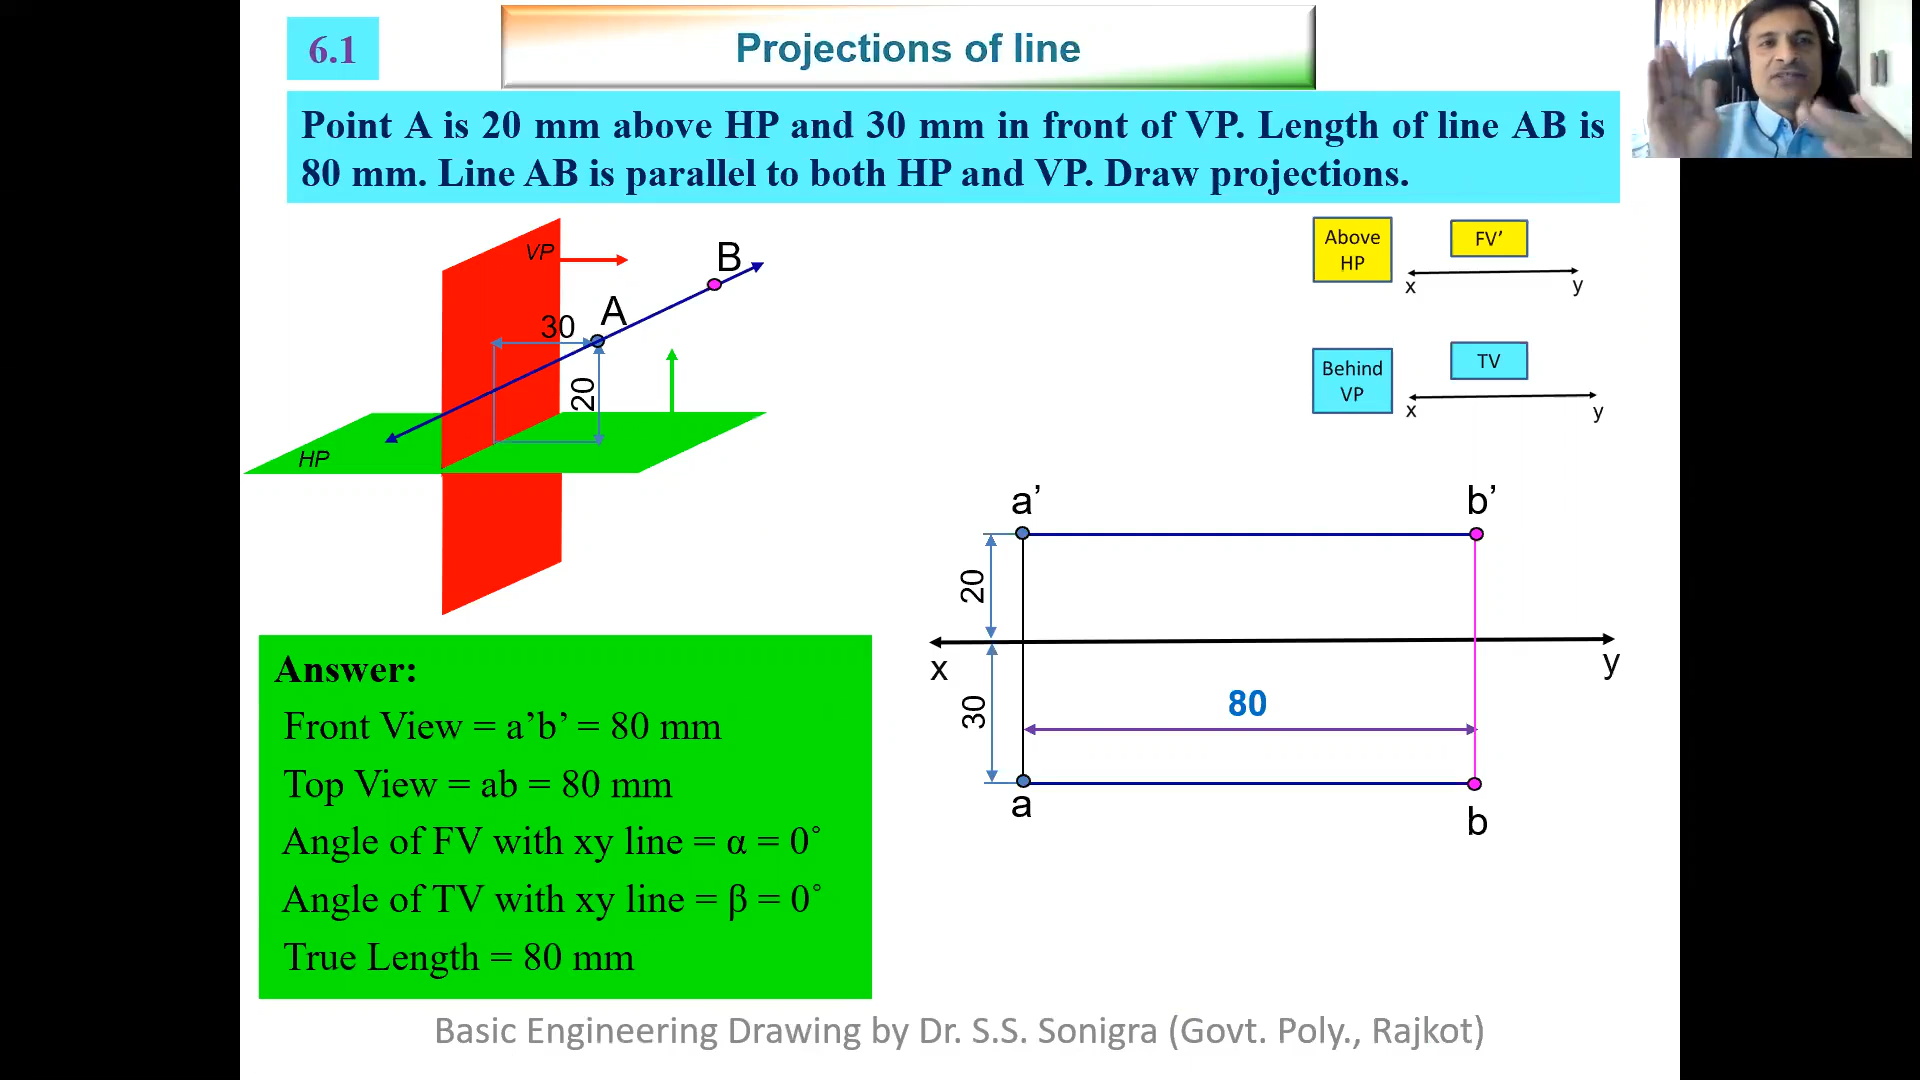 6.1
Projections of line
Point A is 20 mm above HP and 30 mm in front of VP. Length of line AB is
80 mm. Line AB is parallel to both HP and VP. Draw projections.
VP
B
A
30
20
HP
Above
HP
FV’
x
y
Behind
VP
TV
x
y
a’
b’
20
x
y
30
80
a
b
Answer:
Front View = a’b’ = 80 mm
Top View = ab = 80 mm
Angle of FV with xy line = α = 0˚
Angle of TV with xy line = β = 0˚
True Length = 80 mm
Basic Engineering Drawing by Dr. S.S. Sonigra (Govt. Poly., Rajkot)